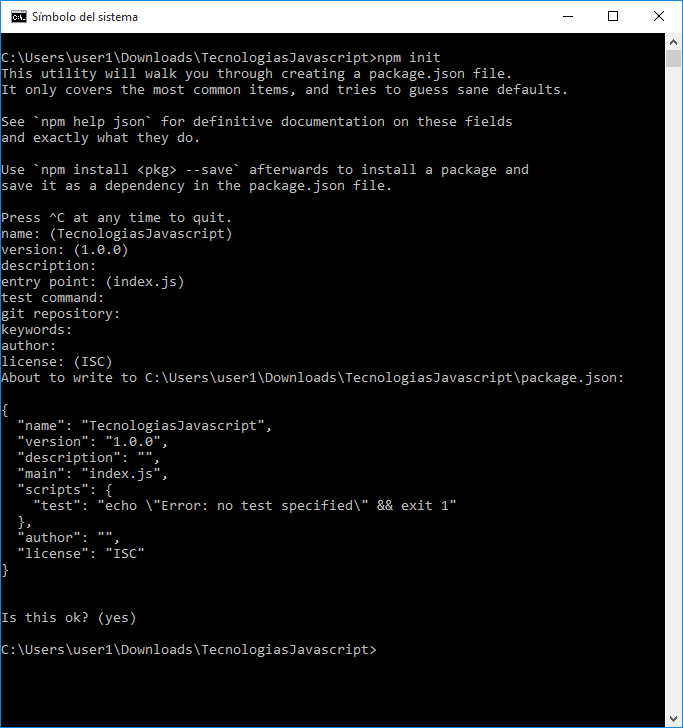 Símbolo del sistema
C:\Users\user1\Downloads\TecnologiasJavascript>npm init
This utility will walk you through creating a package.json file.
It only covers the most common items, and tries to guess sane defaults.
See `npm help json` for definitive documentation on these fields
and exactly what they do.
Use `npm install <pkg> --save` afterwards to install a package and
save it as a dependency in the package.json file.
Press ^C at any time to quit.
name: (TecnologiasJavascript)
version: (1.0.0)
description:
entry point: (index.js)
test command:
git repository:
keywords:
author:
license: (ISC)
About to write to C:\Users\user1\Downloads\TecnologiasJavascript\package.json:
{
  "name": "TecnologiasJavascript",
  "version": "1.0.0",
  "description": "",
  "main": "index.js",
  "scripts": {
    "test": "echo \"Error: no test specified\" && exit 1"
  },
  "author": "",
  "license": "ISC"
}
Is this ok? (yes)
C:\Users\user1\Downloads\TecnologiasJavascript>